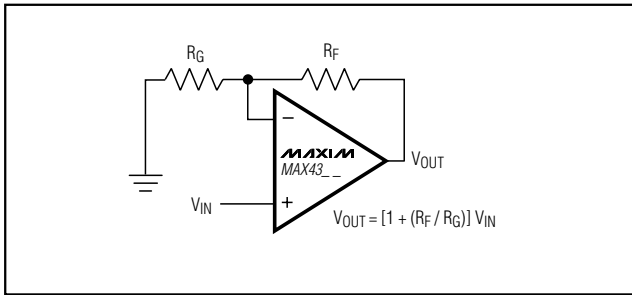 RG
RF
−
MAXIM
MAX43_ _
VOUT
VIN
+
VOUT = [1 + (RF / RG)] VIN